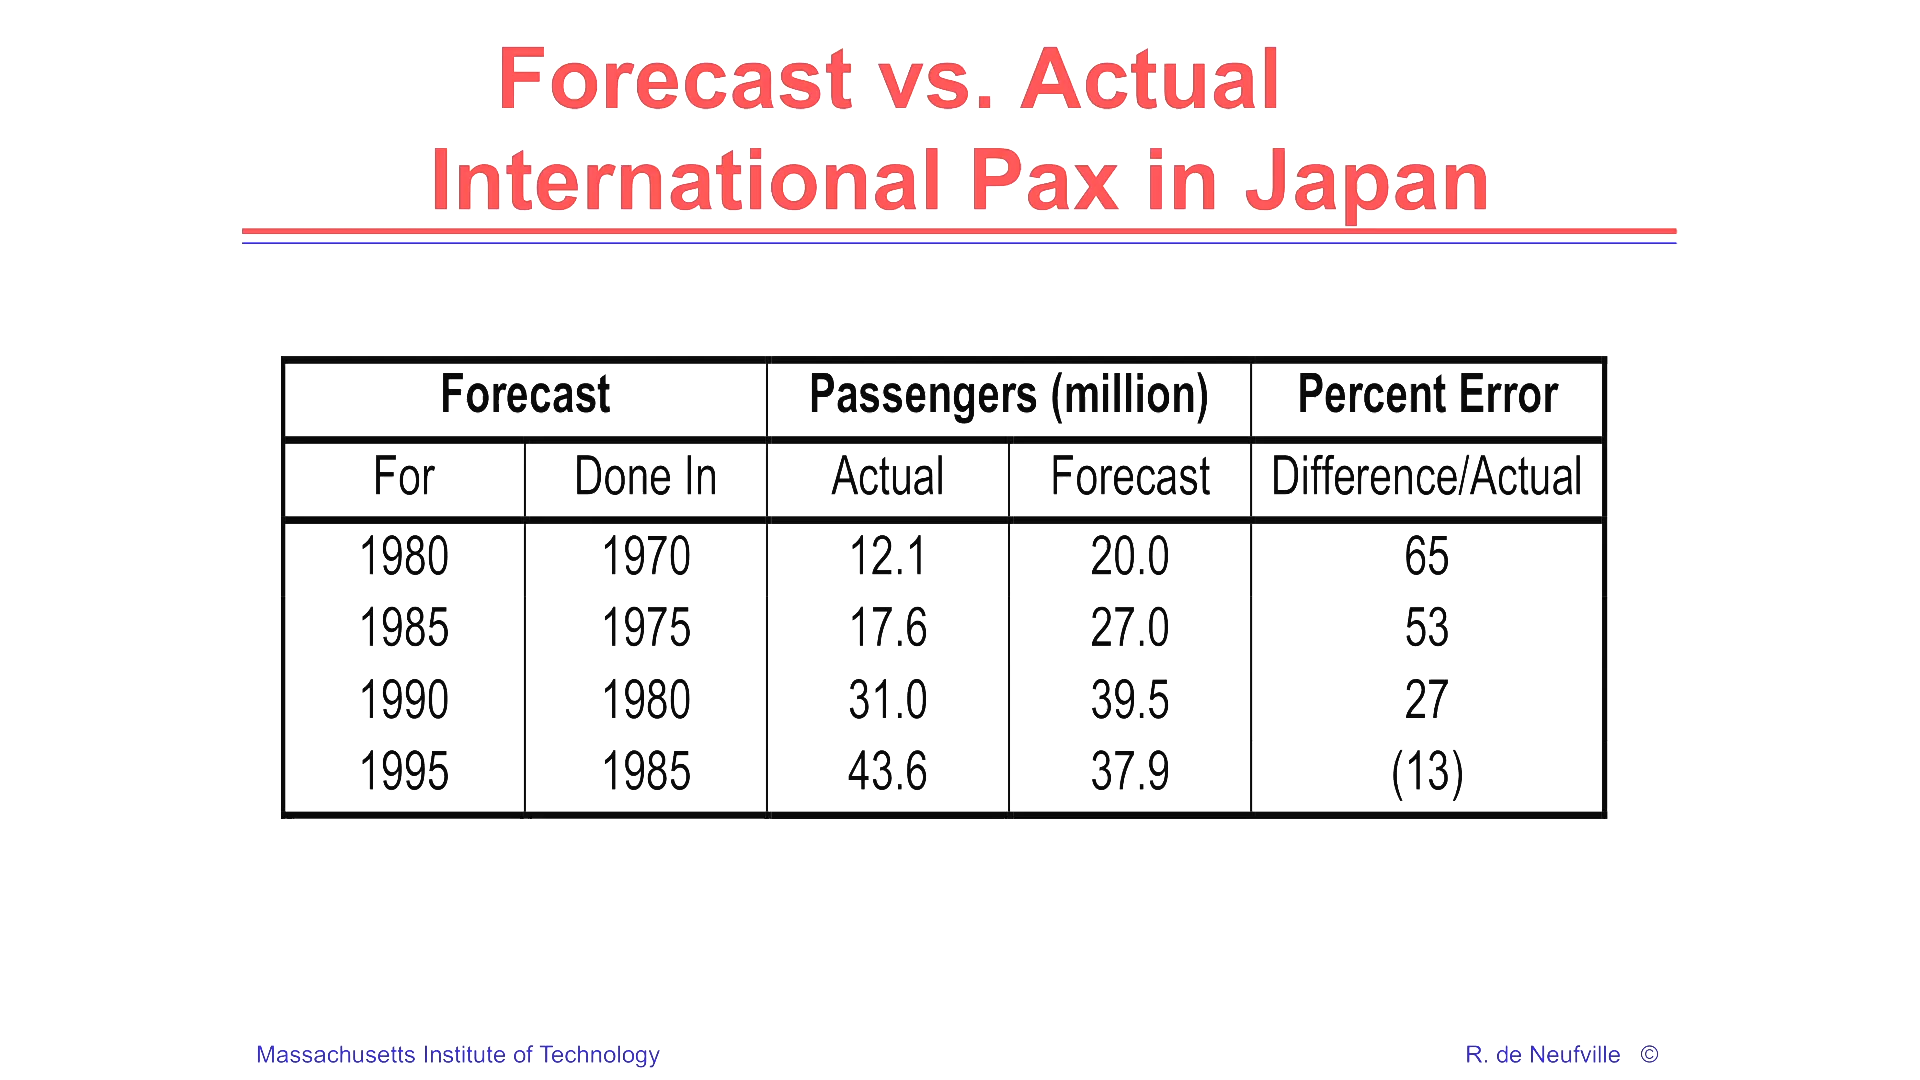 Forecast vs. Actual
International Pax in Japan
Forecast Passengers (million) Percent Error
For Done In Actual Forecast Difference/Actual
1980 1970 12.1 20.0 65
1985 1975 17.6 27.0 53
1990 1980 31.0 39.5 27
1995 1985 43.6 37.9 (13)
Massachusetts Institute of Technology R. de Neufville ©